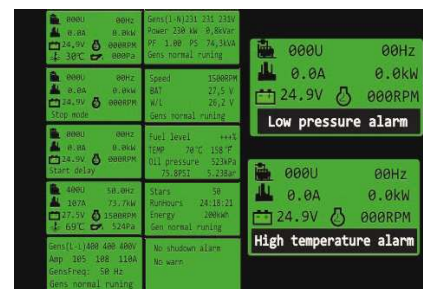 000U 00Hz
0.0A 0.0kW
24.9V 000RPM
30℃ 000Pa
Gens(L-N)231 231 231V
Power 230 kW 0,8kVar
PF 1.00 PS 74,3kVA
Gens normal runing
000U 00Hz
0.0A 0.0kW
24.9V 000RPM
Stop mode
Speed 1500RPM
BAT 27,5 V
W/L 26,2 V
Gens normal runing
000U 00Hz
0.0A 0.0kW
24.9V 000RPM
Start delay
Fuel level +++%
TEMP 70℃ 158℉
Oil pressure 523kPa
75.8PSI 5.23Bar
400U 50.0Hz
107A 73.7kW
27.5V 1500RPM
69℃ 524Pa
Stars 50
RunHours 24:18:21
Energy 200kWh
Gen normal runing
Gens(L-L)400 400 400V
Amp 105 108 110A
GensFreq: 50 Hz
Gens normal runing
No shudown alarm
No warn
000U 00Hz
0.0A 0.0kW
24.9V 000RPM
Low pressure alarm
000U 00Hz
0.0A 0.0kW
24.9V 000RPM
High temperature alarm